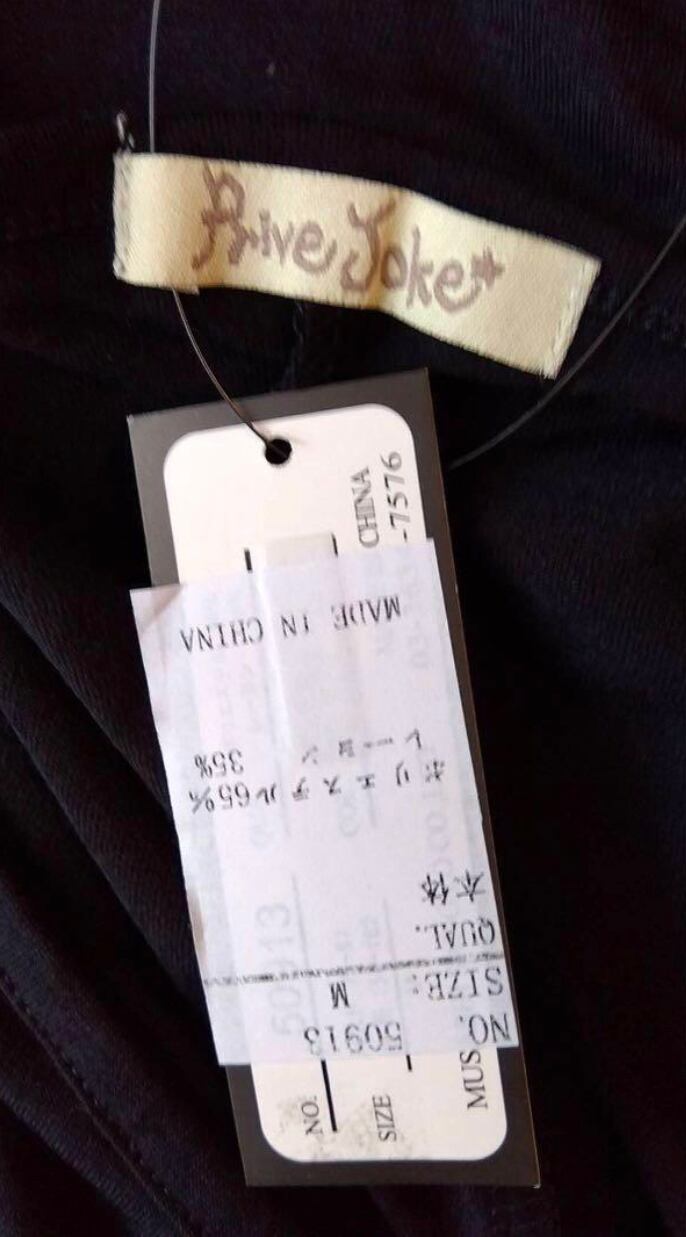 Prive Joke*
CHINA
-7576
NO. 50913
SIZE: M
QUAL.
本体
ポリエステル65%
レーヨン 35%
MADE IN CHINA
NO.
SIZE
MUS